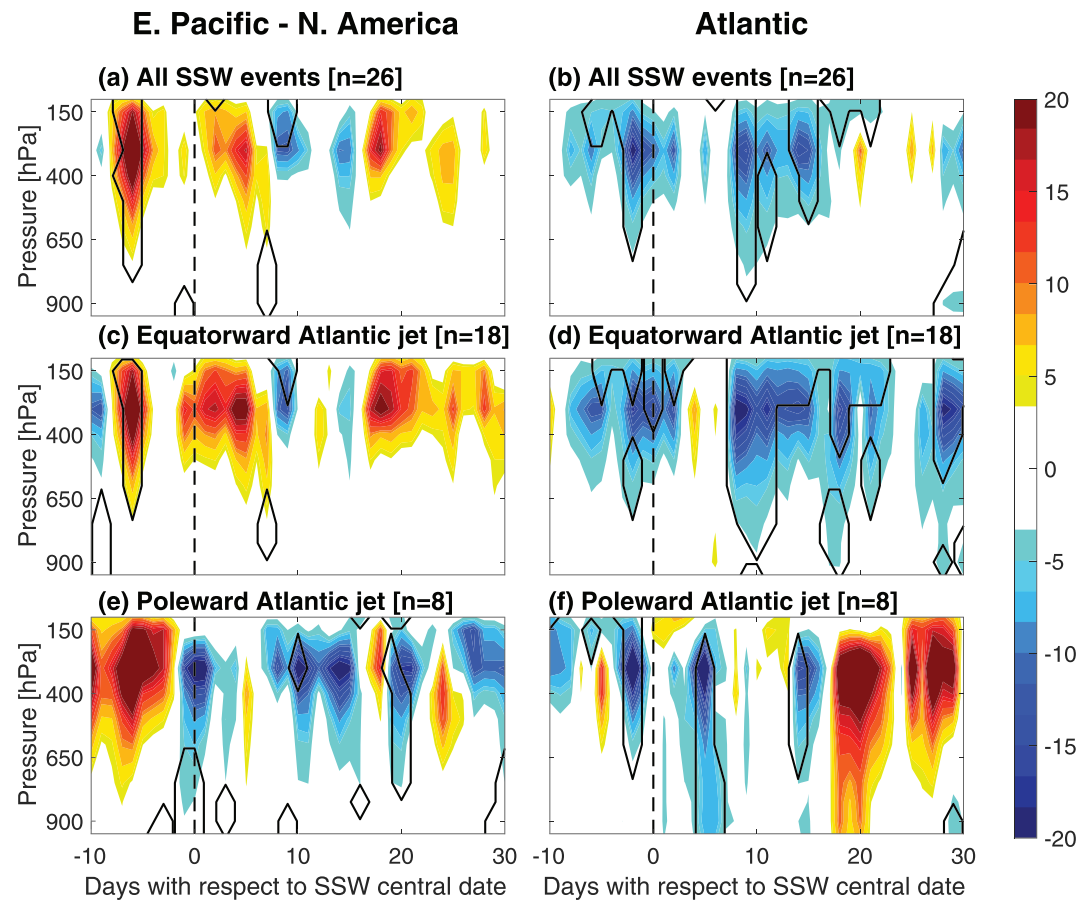 E. Pacific - N. America
Atlantic
(a) All SSW events [n=26]
(b) All SSW events [n=26]
Pressure [hPa]
150
400
650
900
(c) Equatorward Atlantic jet [n=18]
(d) Equatorward Atlantic jet [n=18]
Pressure [hPa]
150
400
650
900
(e) Poleward Atlantic jet [n=8]
(f) Poleward Atlantic jet [n=8]
Pressure [hPa]
150
400
650
900
-10 0 10 20
-10 0 10 20 30
Days with respect to SSW central date
Days with respect to SSW central date
20
15
10
5
0
-5
-10
-15
-20